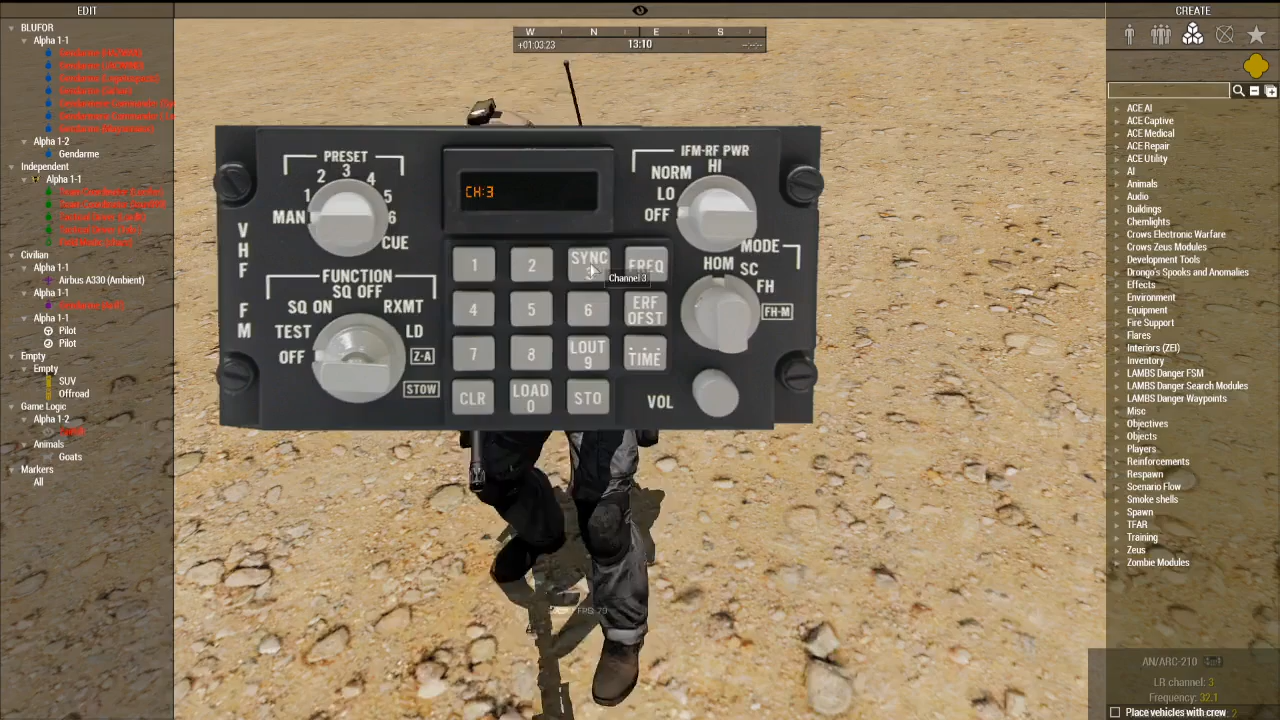 EDIT
CREATE
W N E S
+01:03:23 13:10
BLUFOR
Alpha 1-1
Alpha 1-2
Gendarme
Independent
Alpha 1-1
Civilian
Alpha 1-1
Airbus A330 (Ambient)
Alpha 1-1
Alpha 1-1
Pilot
Pilot
Empty
Empty
SUV
Offroad
Game Logic
Alpha 1-2
Animals
Goats
Markers
All
PRESET
MAN 1 2 3 4 5 6 CUE
CH:3
IFM-RF PWR
OFF LO NORM HI
VHF FM
FUNCTION
OFF TEST SQ ON SQ OFF RXMT LD
Z-A
STOW
MODE
HOM SC FH
FH-M
VOL
1 2 SYNC 3 FREQ
Channel 3
4 5 6 ERF OFST
7 8 LOUT 9 TIME
CLR LOAD 0 STO
FPS 70
ACE AI
ACE Captive
ACE Medical
ACE Repair
ACE Utility
AI
Animals
Audio
Buildings
Chemlights
Crows Electronic Warfare
Crows Zeus Modules
Development Tools
Drongo's Spooks and Anomalies
Effects
Environment
Equipment
Fire Support
Flares
Interiors (ZEI)
Inventory
LAMBS Danger FSM
LAMBS Danger Search Modules
LAMBS Danger Waypoints
Misc
Objectives
Objects
Players
Reinforcements
Respawn
Scenario Flow
Smoke shells
Spawn
TFAR
Training
Zeus
Zombie Modules
AN/ARC-210
LR channel: 3
Frequency: 32.1
Place vehicles with crew